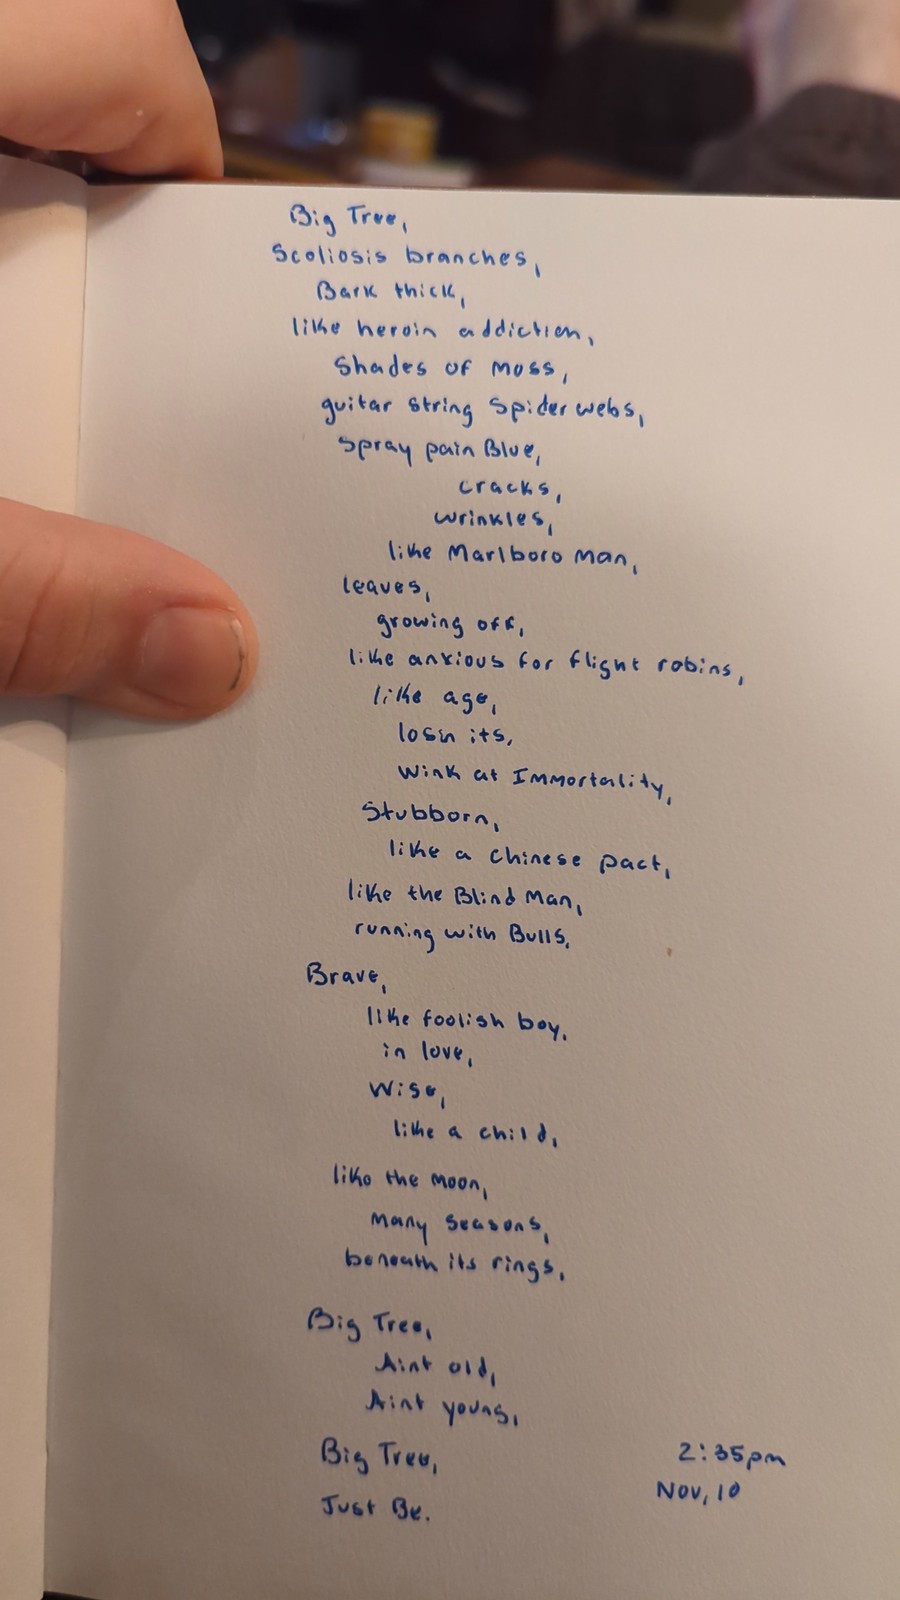 Big Tree,
Scoliosis branches,
Bark thick,
like heroin addiction,
Shades of moss,
guitar string spider webs,
spray pain Blue,
cracks,
wrinkles,
like Marlboro Man,
leaves,
growing off,
like anxious for flight robins,
like age,
losin its,
wink at Immortality,
Stubborn,
like a chinese pact,
like the Blind Man,
running with Bulls,
Brave,
like foolish boy,
in love,
Wise,
like a child,
like the moon,
many seasons,
beneath its rings,
Big Tree,
Aint old,
Aint young,
Big Tree,
Just Be.
2:35pm
Nov, 10